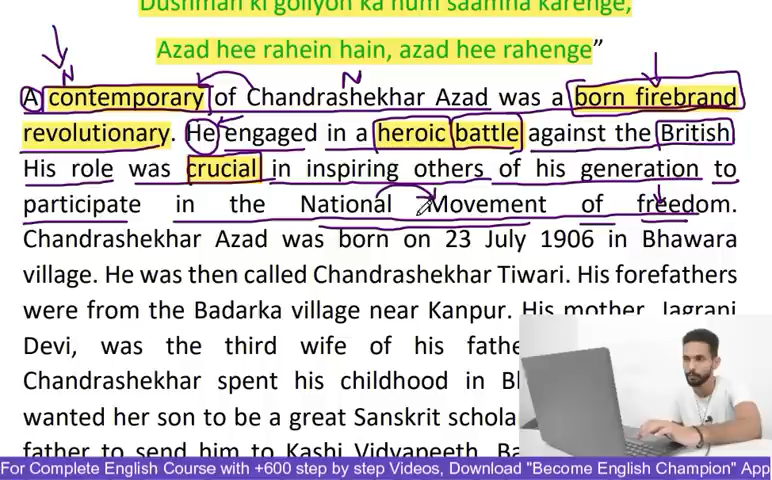 Dushman ki goliyon ka hum saamna karenge,
Azad hee rahein hain, azad hee rahenge”
A contemporary of Chandrashekhar Azad was a born firebrand
revolutionary. He engaged in a heroic battle against the British
His role was crucial in inspiring others of his generation to
participate in the National Movement of freedom.
Chandrashekhar Azad was born on 23 July 1906 in Bhawara
village. He was then called Chandrashekhar Tiwari. His forefathers
were from the Badarka village near Kanpur. His mother, Jagrani
Devi, was the third wife of his
Chandrashekhar spent his childhood in
wanted her son to be a great Sanskrit
father to send him to Kashi Vidyapeeth,
For Complete English Course with +600 step by step Videos, Download "Become English Champion" App